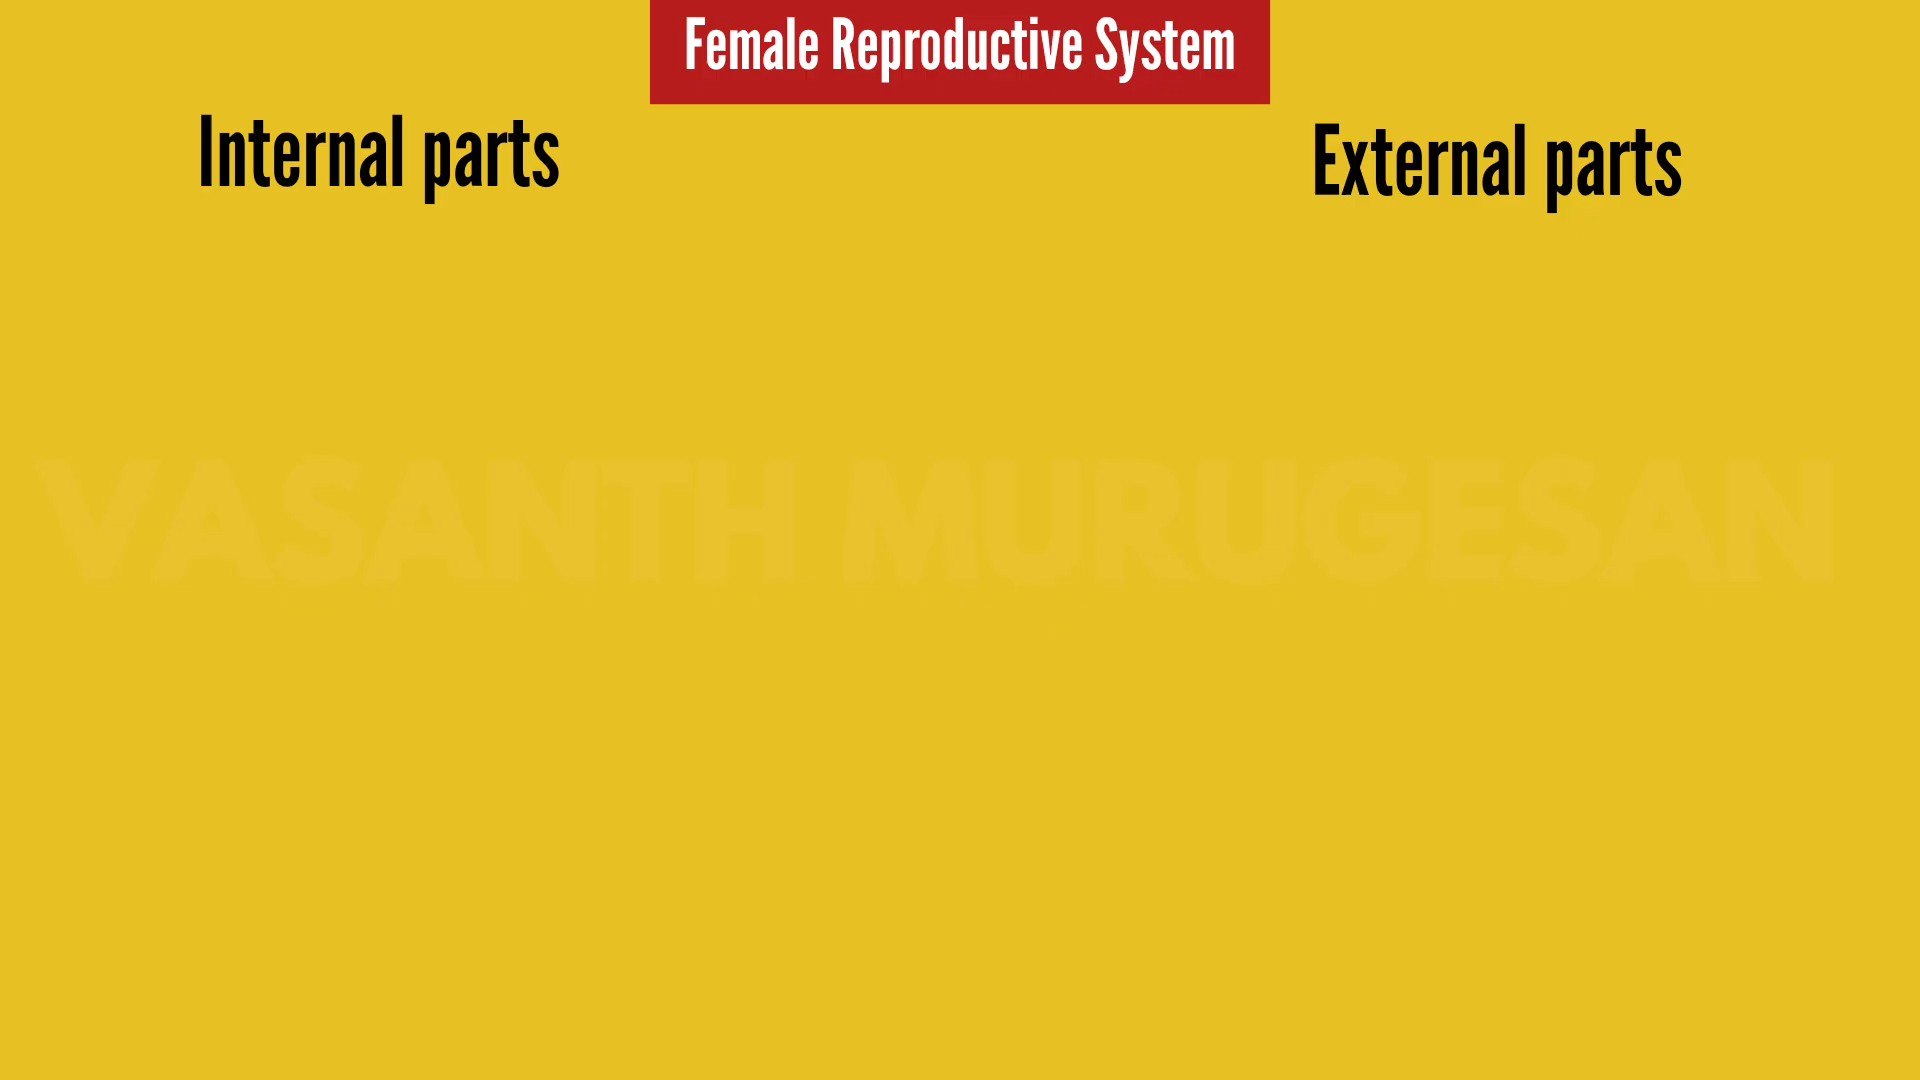 Female Reproductive System
Internal parts
External parts
VASANTH MURUGESAN